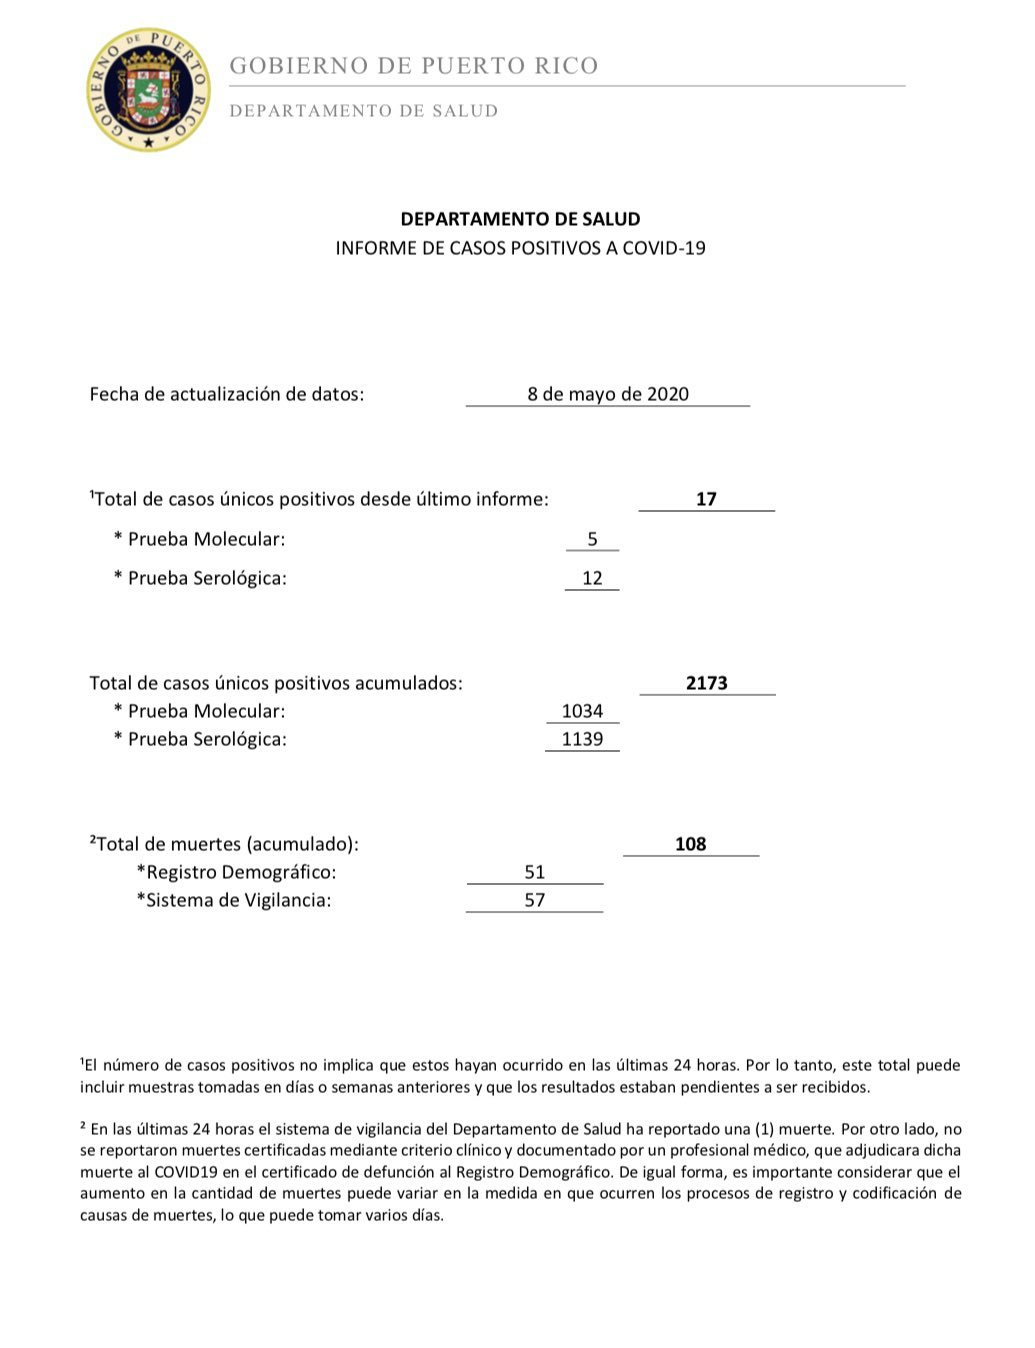 GOBIERNO DE PUERTO RICO
GOBIERNO DE PUERTO RICO
DEPARTAMENTO DE SALUD
DEPARTAMENTO DE SALUD
INFORME DE CASOS POSITIVOS A COVID-19
Fecha de actualización de datos: 8 de mayo de 2020
¹Total de casos únicos positivos desde último informe: 17
* Prueba Molecular: 5
* Prueba Serológica: 12
Total de casos únicos positivos acumulados: 2173
* Prueba Molecular: 1034
* Prueba Serológica: 1139
²Total de muertes (acumulado): 108
*Registro Demográfico: 51
*Sistema de Vigilancia: 57
¹El número de casos positivos no implica que estos hayan ocurrido en las últimas 24 horas. Por lo tanto, este total puede
incluir muestras tomadas en días o semanas anteriores y que los resultados estaban pendientes a ser recibidos.
² En las últimas 24 horas el sistema de vigilancia del Departamento de Salud ha reportado una (1) muerte. Por otro lado, no
se reportaron muertes certificadas mediante criterio clínico y documentado por un profesional médico, que adjudicara dicha
muerte al COVID19 en el certificado de defunción al Registro Demográfico. De igual forma, es importante considerar que el
aumento en la cantidad de muertes puede variar en la medida en que ocurren los procesos de registro y codificación de
causas de muertes, lo que puede tomar varios días.